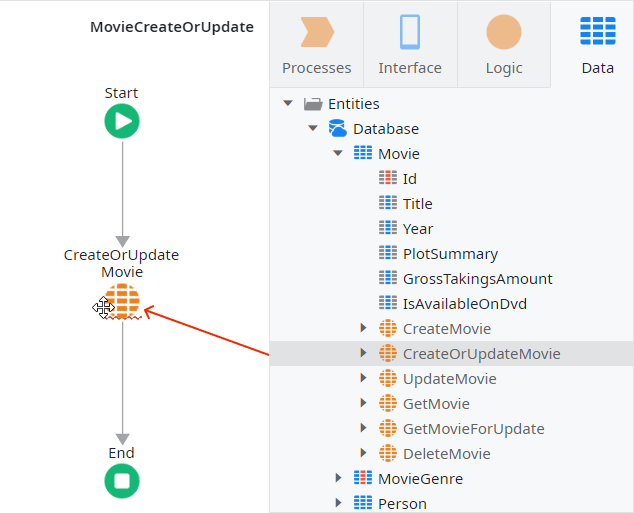 MovieCreateOrUpdate
Start
CreateOrUpdate
Movie
End
Processes
Interface
Logic
Data
Entities
Database
Movie
Id
Title
Year
PlotSummary
GrossTakingsAmount
IsAvailableOnDvd
CreateMovie
CreateOrUpdateMovie
UpdateMovie
GetMovie
GetMovieForUpdate
DeleteMovie
MovieGenre
Person